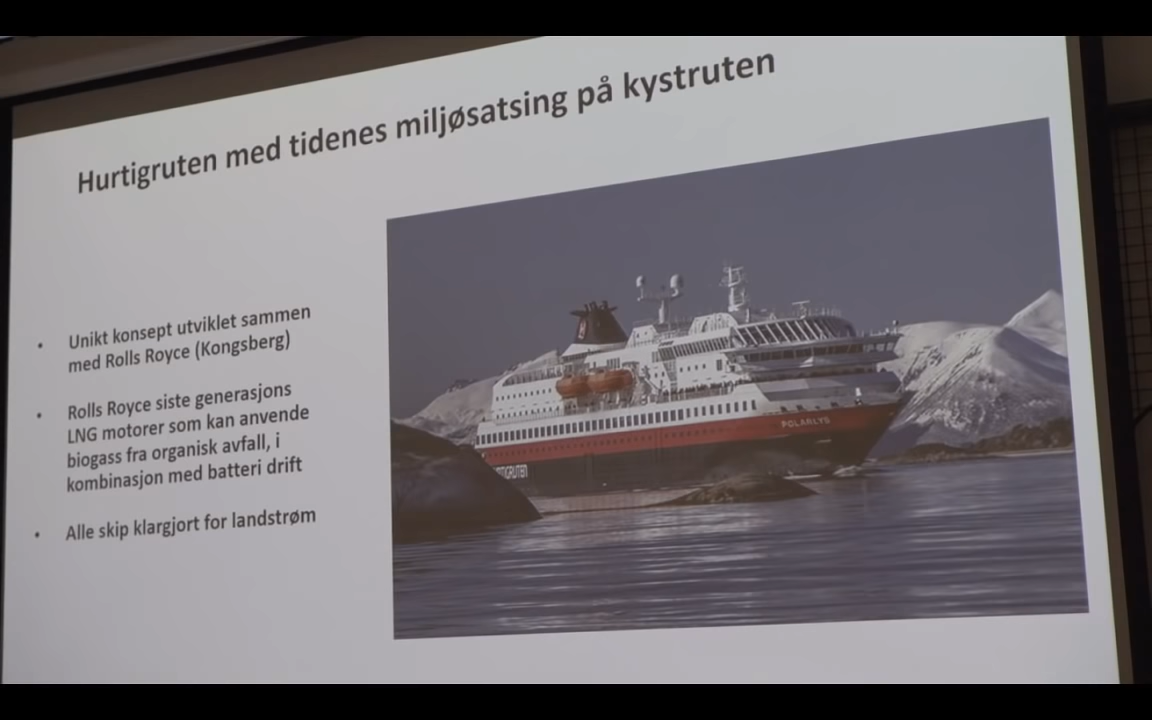 Hurtigruten med tidenes miljøsatsing på kystruten
• Unikt konsept utviklet sammen
med Rolls Royce (Kongsberg)
• Rolls Royce siste generasjons
LNG motorer som kan anvende
biogass fra organisk avfall, i
kombinasjon med batteri drift
• Alle skip klargjort for landstrøm
POLARLYS